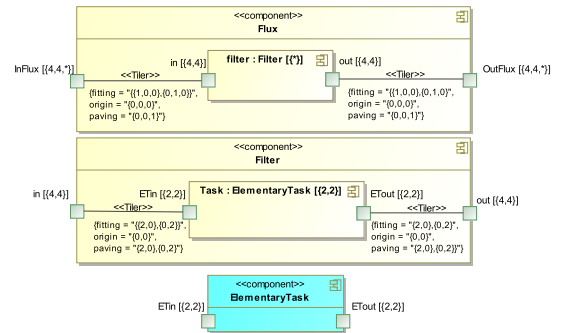 <<component>>
Flux
InFlux [{4,4,*}]
in [{4,4}]
filter : Filter [{*}]
out [{4,4}]
OutFlux [{4,4,*}]
<<Tiler>>
{fitting = "{{1,0,0},{0,1,0}}",
origin = "{0,0,0}",
paving = "{0,0,1}"}
<<Tiler>>
{fitting = "{{1,0,0},{0,1,0}"
origin = "{0,0,0}",
paving = "{0,0,1}"}
<<component>>
Filter
in [{4,4}]
ETin [{2,2}]
Task : ElementaryTask [{2,2}]
ETout [{2,2}]
out [{4,4}]
<<Tiler>>
{fitting = "{{2,0},{0,2}}",
origin = "{0,0}",
paving = "{2,0},{0,2}"}
<<Tiler>>
{fitting = "{2,0},{0,2}",
origin = "{0,0}",
paving = "{2,0},{0,2}}"}
<<component>>
ElementaryTask
ETin [{2,2}]
ETout [{2,2}]